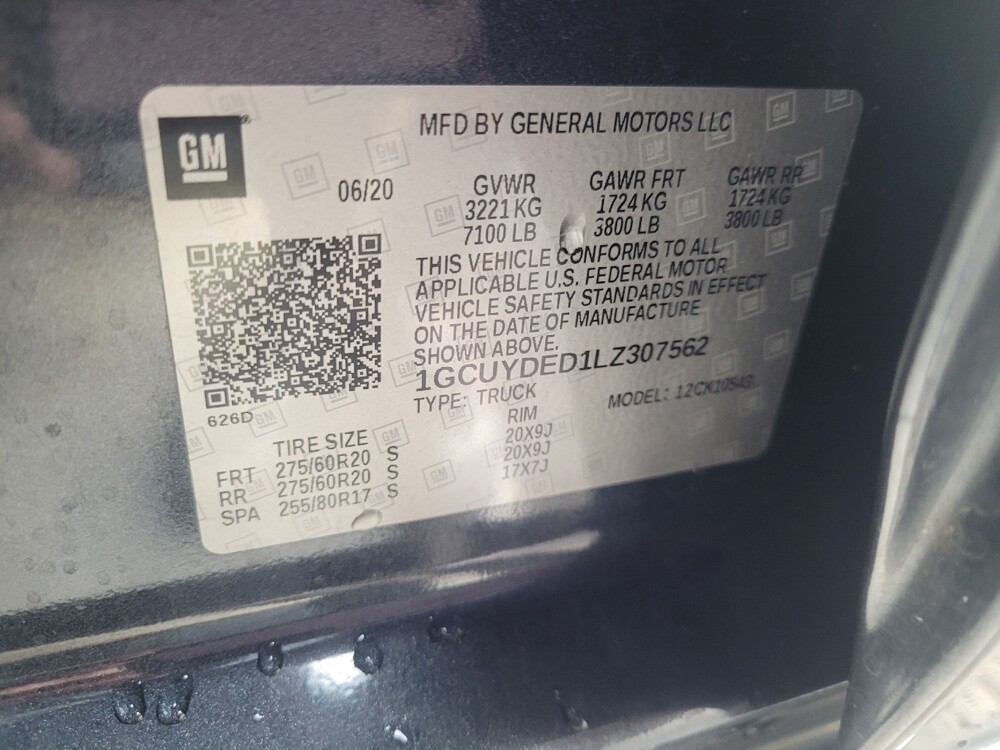 GM
MFD BY GENERAL MOTORS LLC
06/20
GVWR GAWR FRT GAWR RR
3221 KG 1724 KG 1724 KG
7100 LB 3800 LB 3800 LB
THIS VEHICLE CONFORMS TO ALL
APPLICABLE U.S. FEDERAL MOTOR
VEHICLE SAFETY STANDARDS IN EFFECT
ON THE DATE OF MANUFACTURE
SHOWN ABOVE.
1GCUYDED1LZ307562
626D
TYPE: TRUCK MODEL: 12CK10543
TIRE SIZE RIM
FRT 275/60R20 S 20X9J
RR 275/60R20 S 20X9J
SPA 255/80R17 S 17X7J